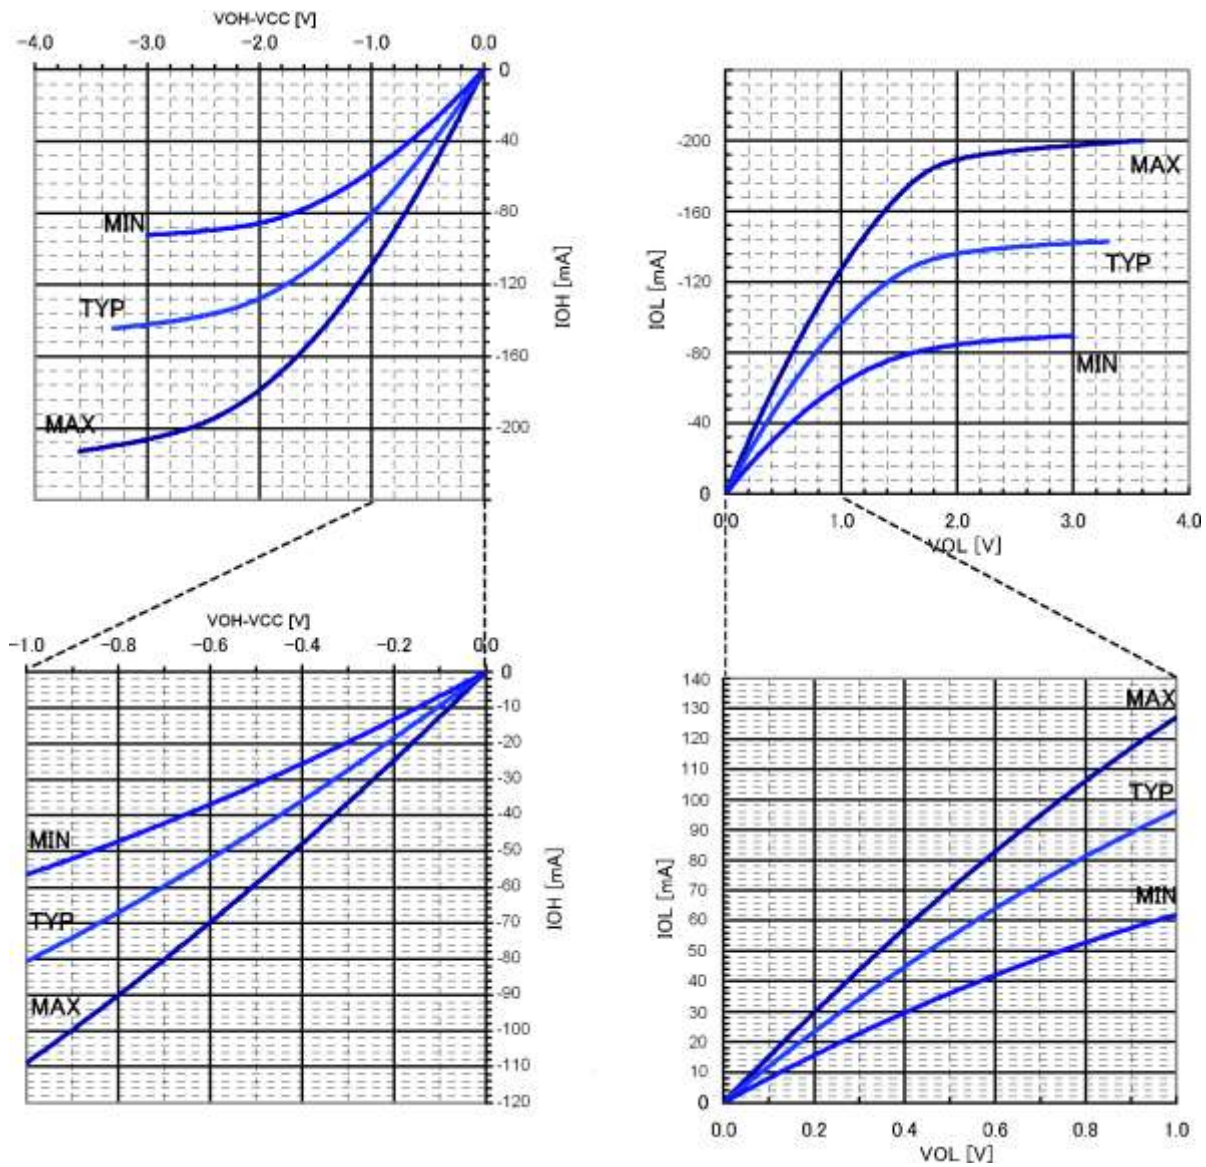 VOH-VCC [V]
-4.0 -3.0 -2.0 -1.0 0.0
0
-40
-80
-120
-160
-200
IOH [mA]
MIN
TYP
MAX
-200
-160
-120
-80
-40
0
IOL [mA]
MAX
TYP
MIN
0.0 1.0 2.0 3.0 4.0
VOL [V]
VOH-VCC [V]
-1.0 -0.8 -0.6 -0.4 -0.2 0.0
0
-10
-20
-30
-40
-50
-60
-70
-80
-90
-100
-110
-120
IOH [mA]
MIN
TYP
MAX
140
130
120
110
100
90
80
70
60
50
40
30
20
10
0
IOL [mA]
MAX
TYP
MIN
0.0 0.2 0.4 0.6 0.8 1.0
VOL [V]